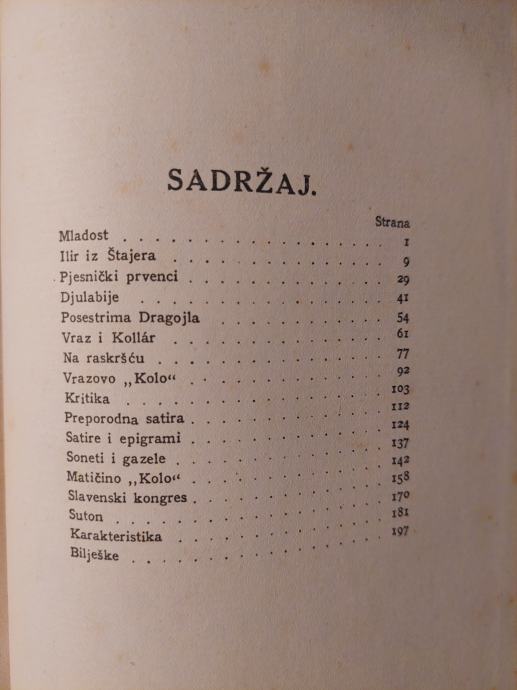 SADRŽAJ.
Strana
Mladost . . . . . . . . . . . . . 1
Ilir iz Štajera . . . . . . . . . . . 9
Pjesnički prvenci . . . . . . . . . . 29
Djulabije . . . . . . . . . . . . 41
Posestrima Dragojla . . . . . . . . . 54
Vraz i Kollár . . . . . . . . . . . 61
Na raskršću . . . . . . . . . . . 77
Vrazovo „Kolo“ . . . . . . . . . . 92
Kritika . . . . . . . . . . . . . 103
Preporodna satira . . . . . . . . . . 112
Satire i epigrami . . . . . . . . . . 124
Soneti i gazele . . . . . . . . . . . 137
Matičino „Kolo“ . . . . . . . . . . 142
Slavenski kongres . . . . . . . . . . 158
Suton . . . . . . . . . . . . . 170
Karakteristika . . . . . . . . . . . 181
Bilješke . . . . . . . . . . . . 197